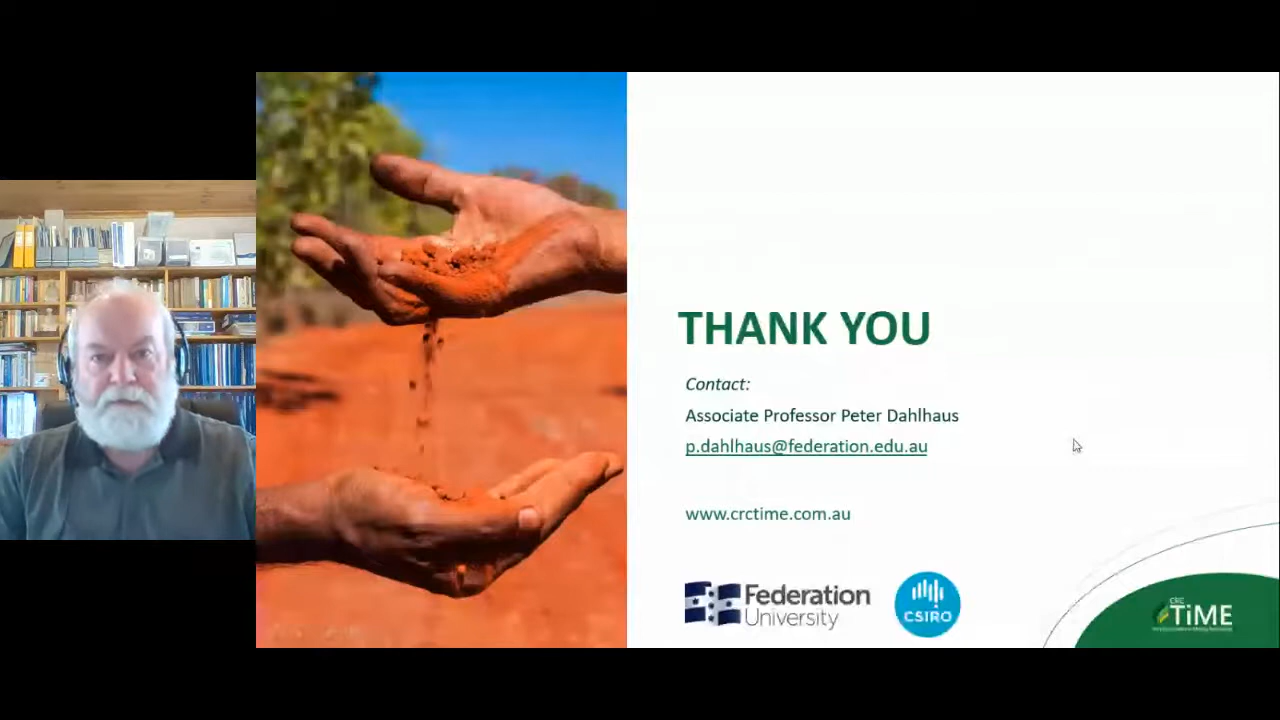 THANK YOU
Contact:
Associate Professor Peter Dahlhaus
p.dahlhaus@federation.edu.au
www.crctime.com.au
Federation
University
CSIRO
CRC
TiME